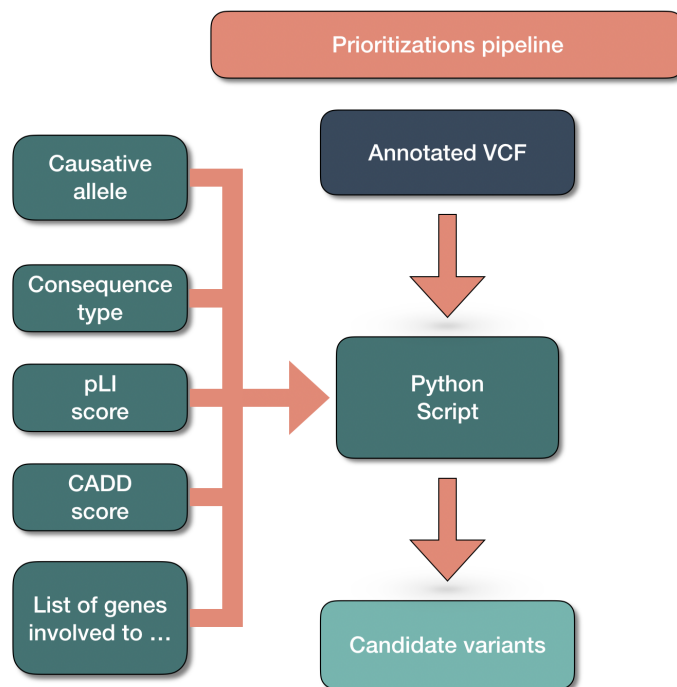 Prioritizations pipeline
Annotated VCF
Causative
allele
Consequence
type
pLI
score
CADD
score
List of genes
involved to ...
Python
Script
Candidate variants